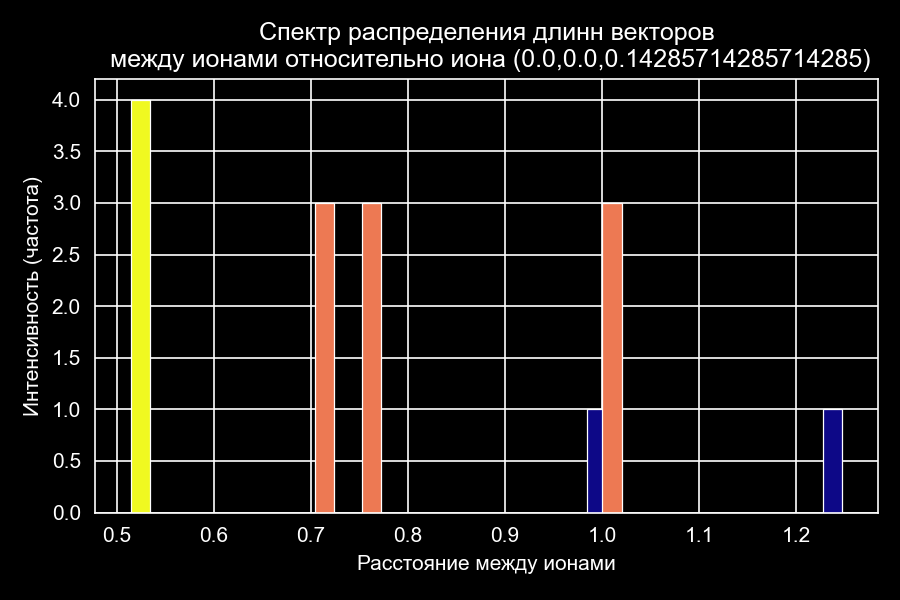 Спектр распределения длинн векторов
между ионами относительно иона (0.0,0.0,0.14285714285714285)
4.0
3.5
3.0
2.5
2.0
1.5
1.0
0.5
0.0
Интенсивность (частота)
0.5 0.6 0.7 0.8 0.9 1.0 1.1 1.2
Расстояние между ионами